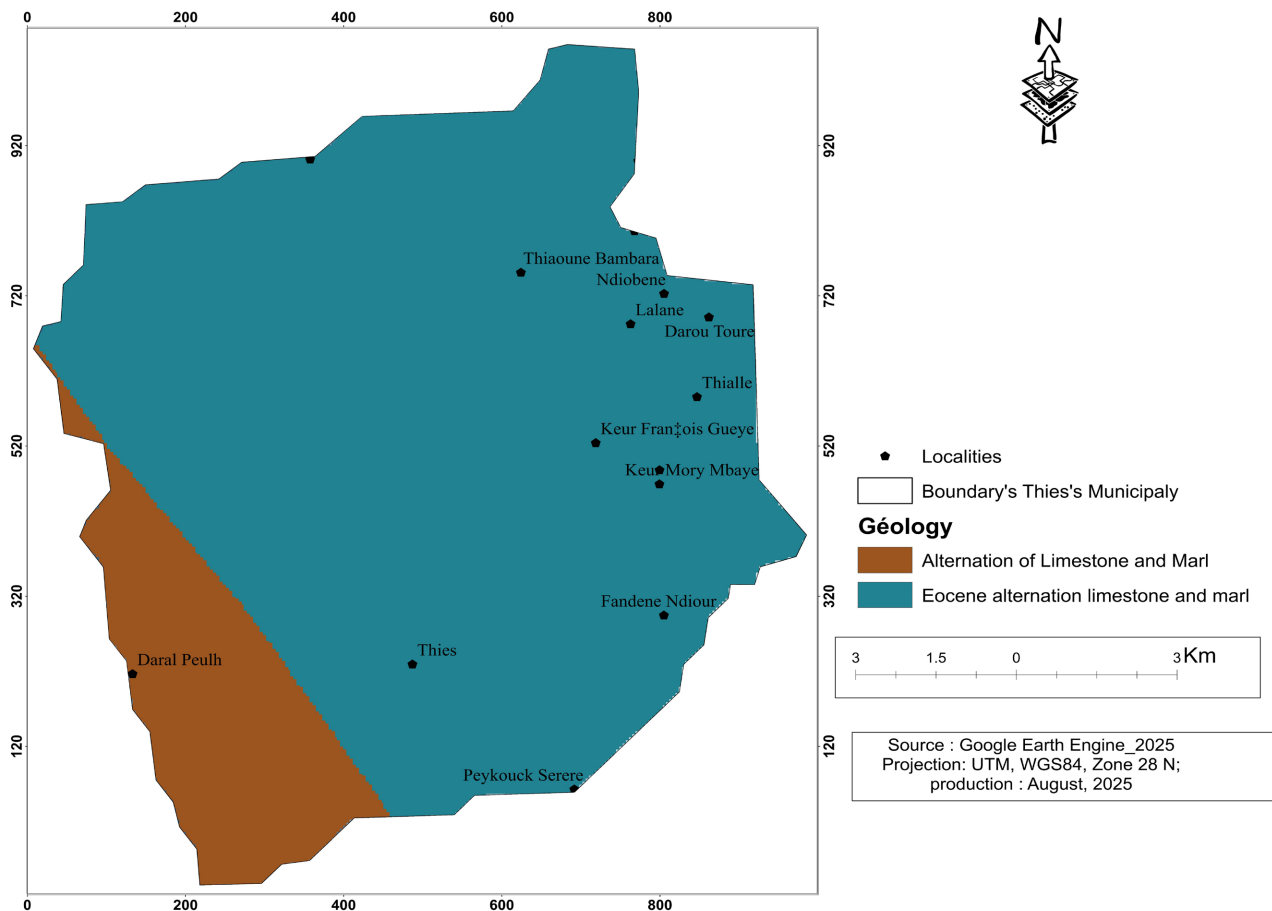 0 200 400 600 800
N
920 920
Thiaoune Bambara
Ndiobene
720 720
Lalane
Darou Toure
Thialle
Keur Fran‡ois Gueye
520 520
Keur Mory Mbaye
Localities
Boundary's Thies's Municipaly
Géology
Alternation of Limestone and Marl
Eocene alternation limestone and marl
320 320
Fandene Ndiour
Thies
Daral Peulh
3 1.5 0 3 Km
120 120
Source : Google Earth Engine_2025
Projection: UTM, WGS84, Zone 28 N;
production : August, 2025
Peykouck Serere
0 200 400 600 800